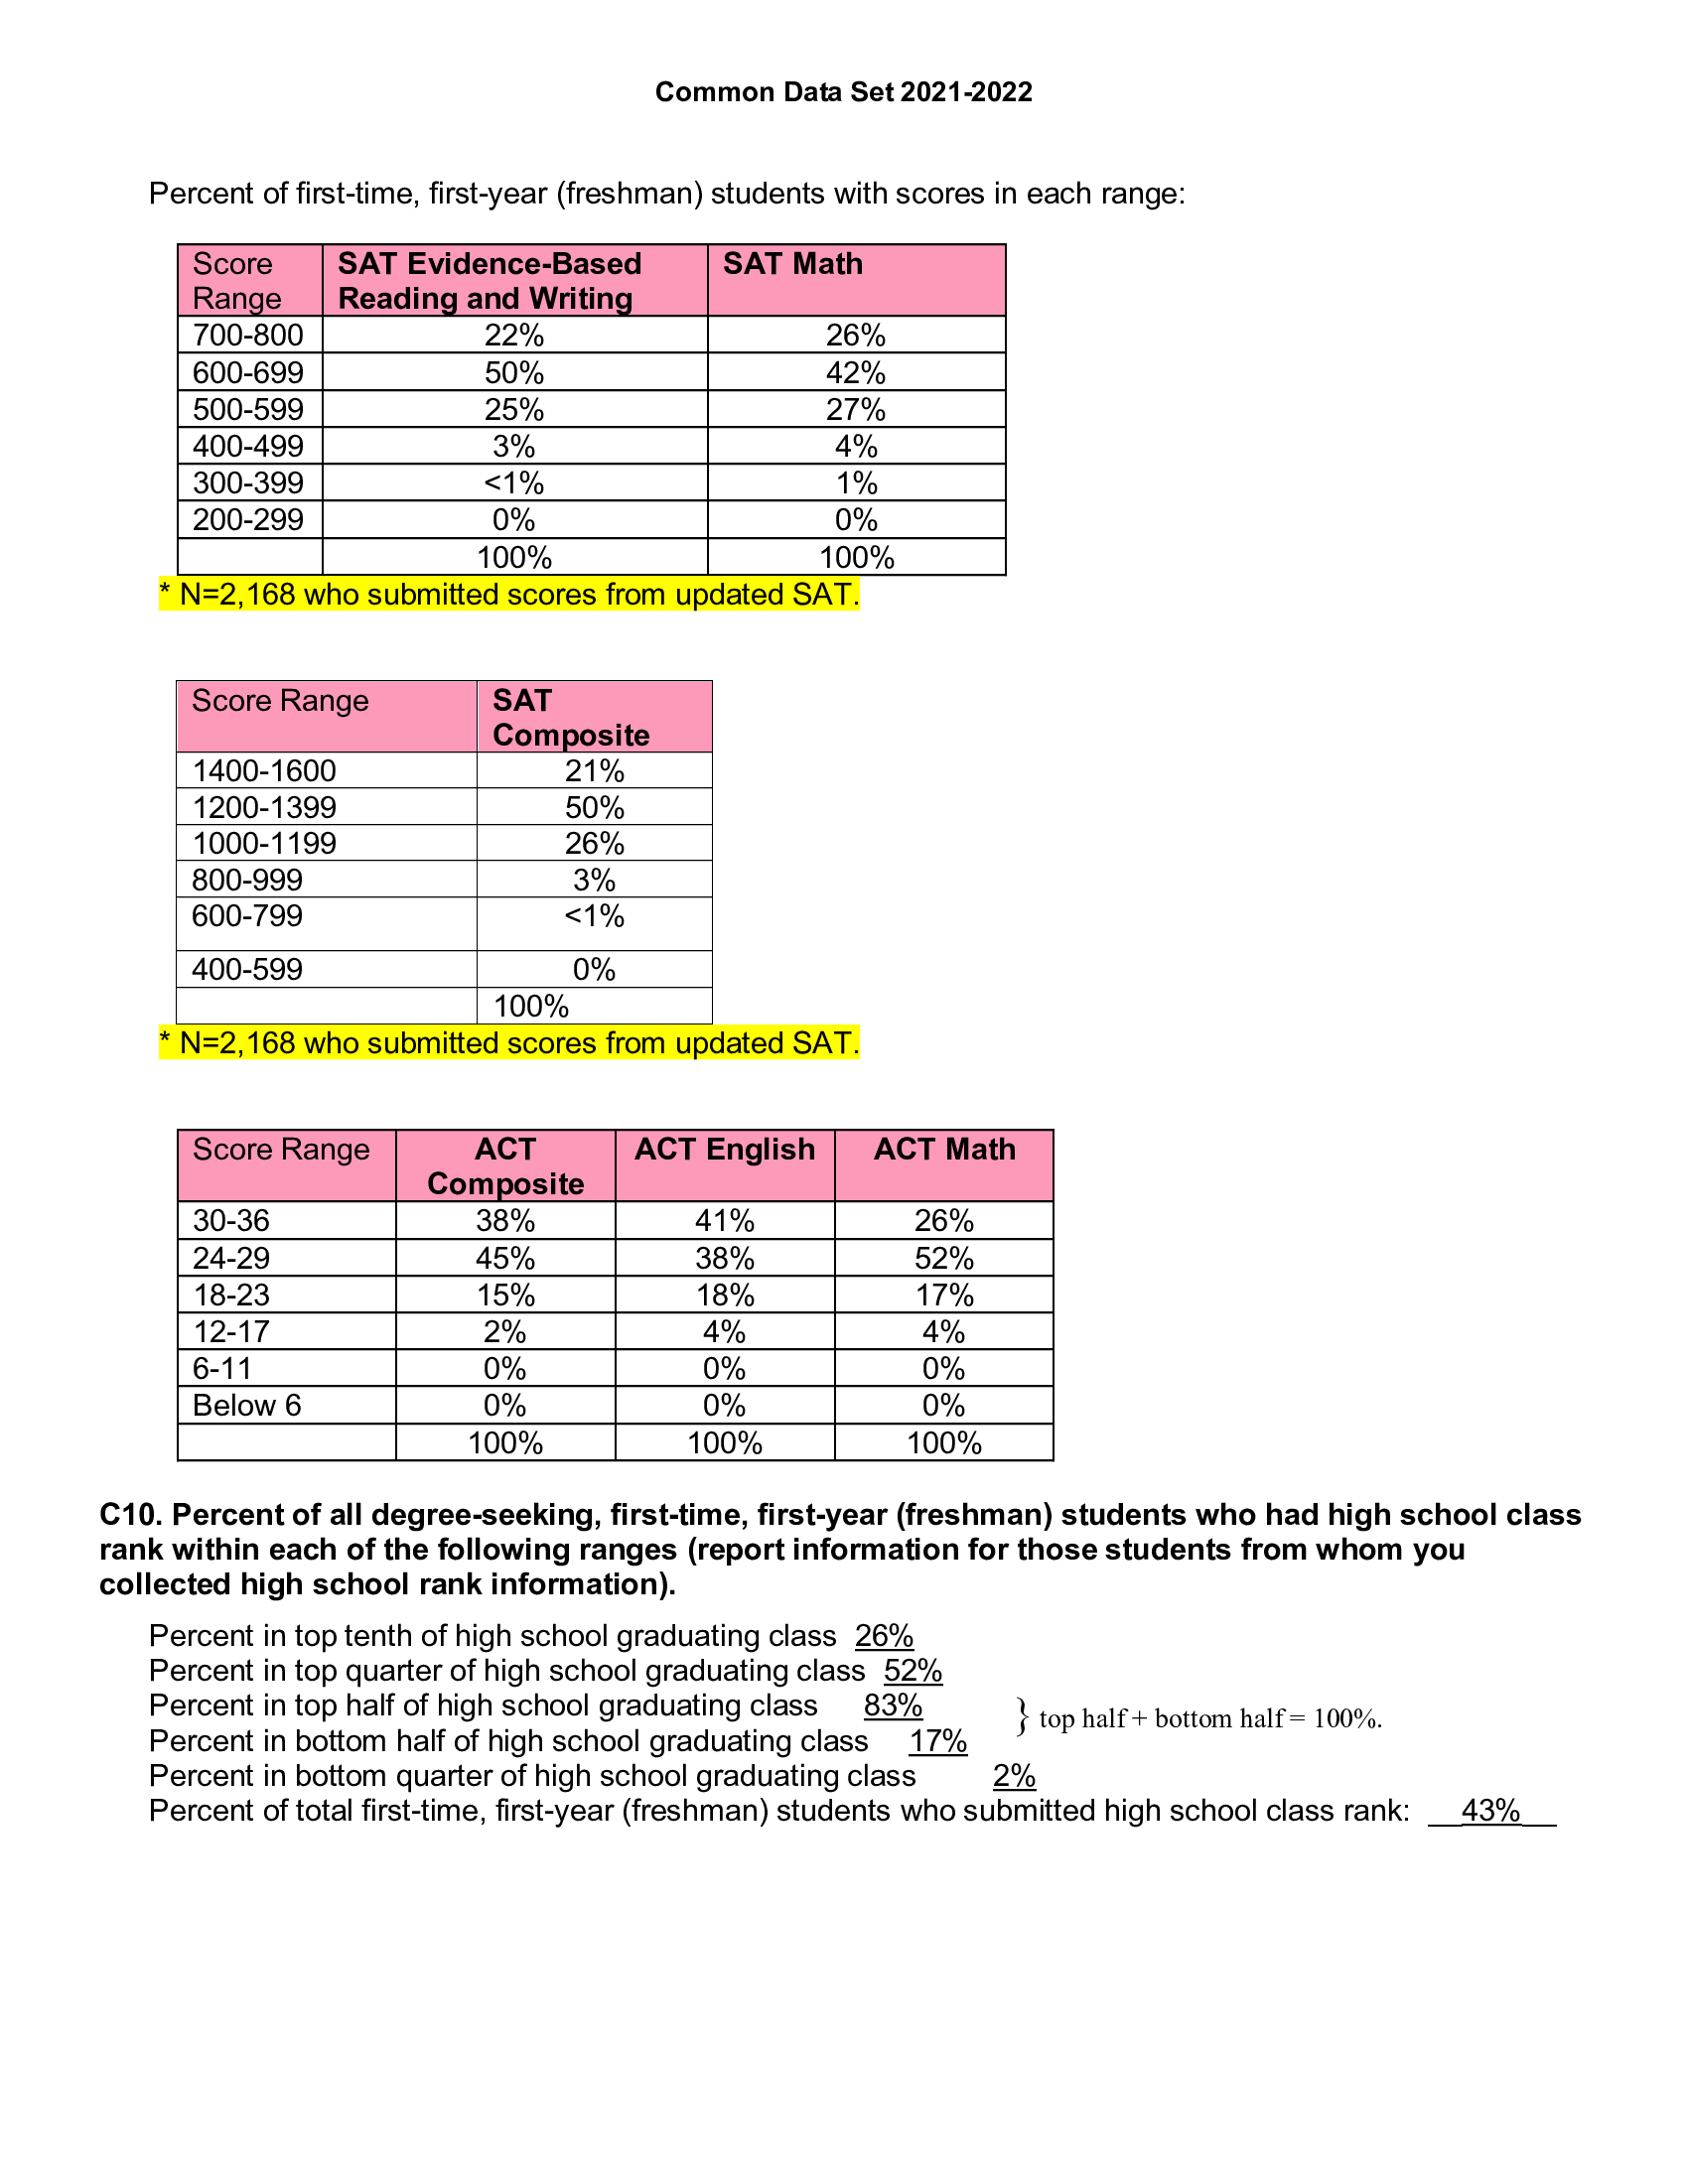 Common Data Set 2021-2022
Percent of first-time, first-year (freshman) students with scores in each range:
Score Range SAT Evidence-Based Reading and Writing SAT Math
700-800 22% 26%
600-699 50% 42%
500-599 25% 27%
400-499 3% 4%
300-399 <1% 1%
200-299 0% 0%
100% 100%
* N=2,168 who submitted scores from updated SAT.
Score Range SAT Composite
1400-1600 21%
1200-1399 50%
1000-1199 26%
800-999 3%
600-799 <1%
400-599 0%
100%
* N=2,168 who submitted scores from updated SAT.
Score Range ACT Composite ACT English ACT Math
30-36 38% 41% 26%
24-29 45% 38% 52%
18-23 15% 18% 17%
12-17 2% 4% 4%
6-11 0% 0% 0%
Below 6 0% 0% 0%
100% 100% 100%
C10. Percent of all degree-seeking, first-time, first-year (freshman) students who had high school class
rank within each of the following ranges (report information for those students from whom you
collected high school rank information).
Percent in top tenth of high school graduating class 26%
Percent in top quarter of high school graduating class 52%
Percent in top half of high school graduating class 83%
} top half + bottom half = 100%.
Percent in bottom half of high school graduating class 17%
Percent in bottom quarter of high school graduating class 2%
Percent of total first-time, first-year (freshman) students who submitted high school class rank: 43%